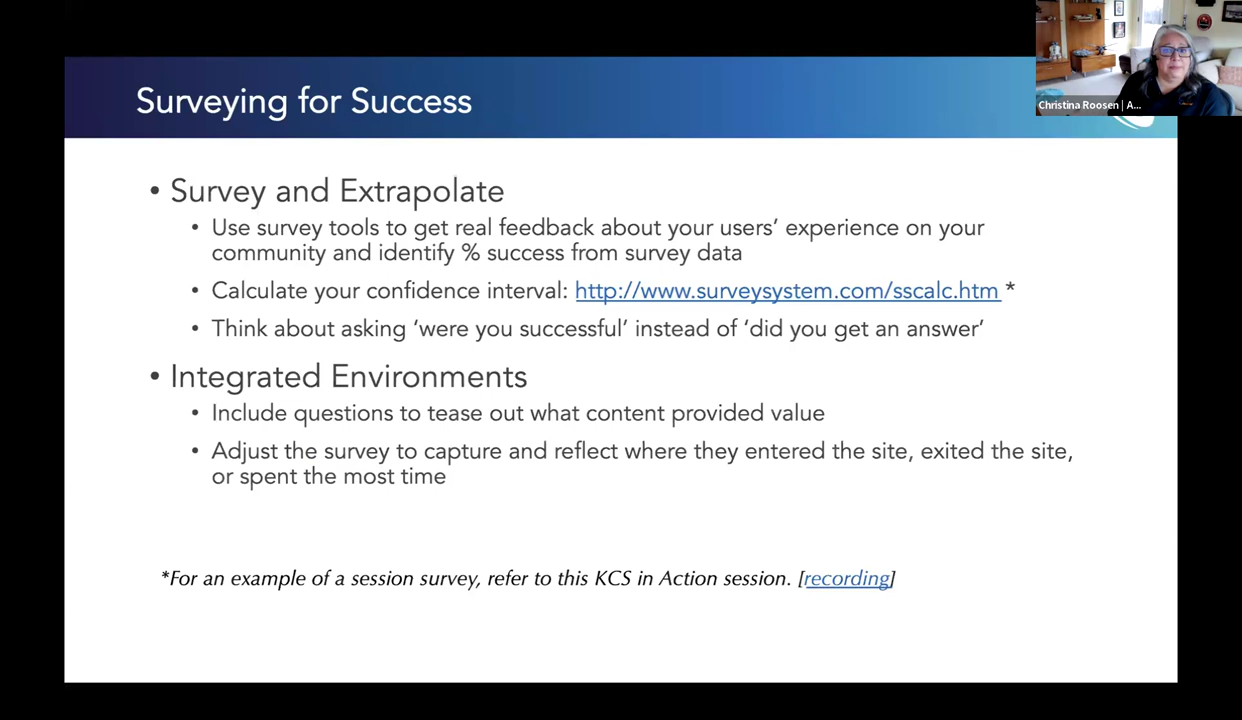 Surveying for Success
Christina Roosen | A...
• Survey and Extrapolate
• Use survey tools to get real feedback about your users’ experience on your
community and identify % success from survey data
• Calculate your confidence interval: http://www.surveysystem.com/sscalc.htm *
• Think about asking ‘were you successful’ instead of ‘did you get an answer’
• Integrated Environments
• Include questions to tease out what content provided value
• Adjust the survey to capture and reflect where they entered the site, exited the site,
or spent the most time
*For an example of a session survey, refer to this KCS in Action session. [recording]